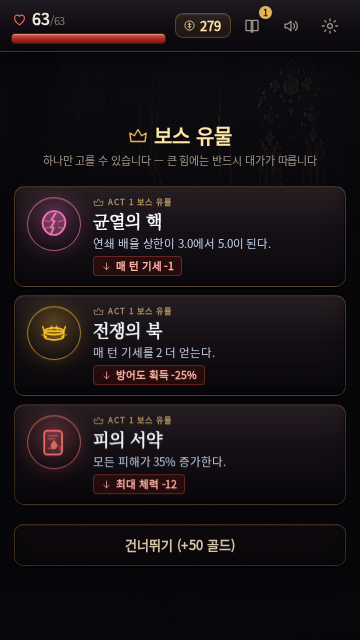 63/63
279
1
보스 유물
하나만 고를 수 있습니다 — 큰 힘에는 반드시 대가가 따릅니다
ACT 1 보스 유물
균열의 핵
연쇄 배율 상한이 3.0에서 5.0이 된다.
↓ 매 턴 기세 -1
ACT 1 보스 유물
전쟁의 북
매 턴 기세를 2 더 얻는다.
↓ 방어도 획득 -25%
ACT 1 보스 유물
피의 서약
모든 피해가 35% 증가한다.
↓ 최대 체력 -12
건너뛰기 (+50 골드)